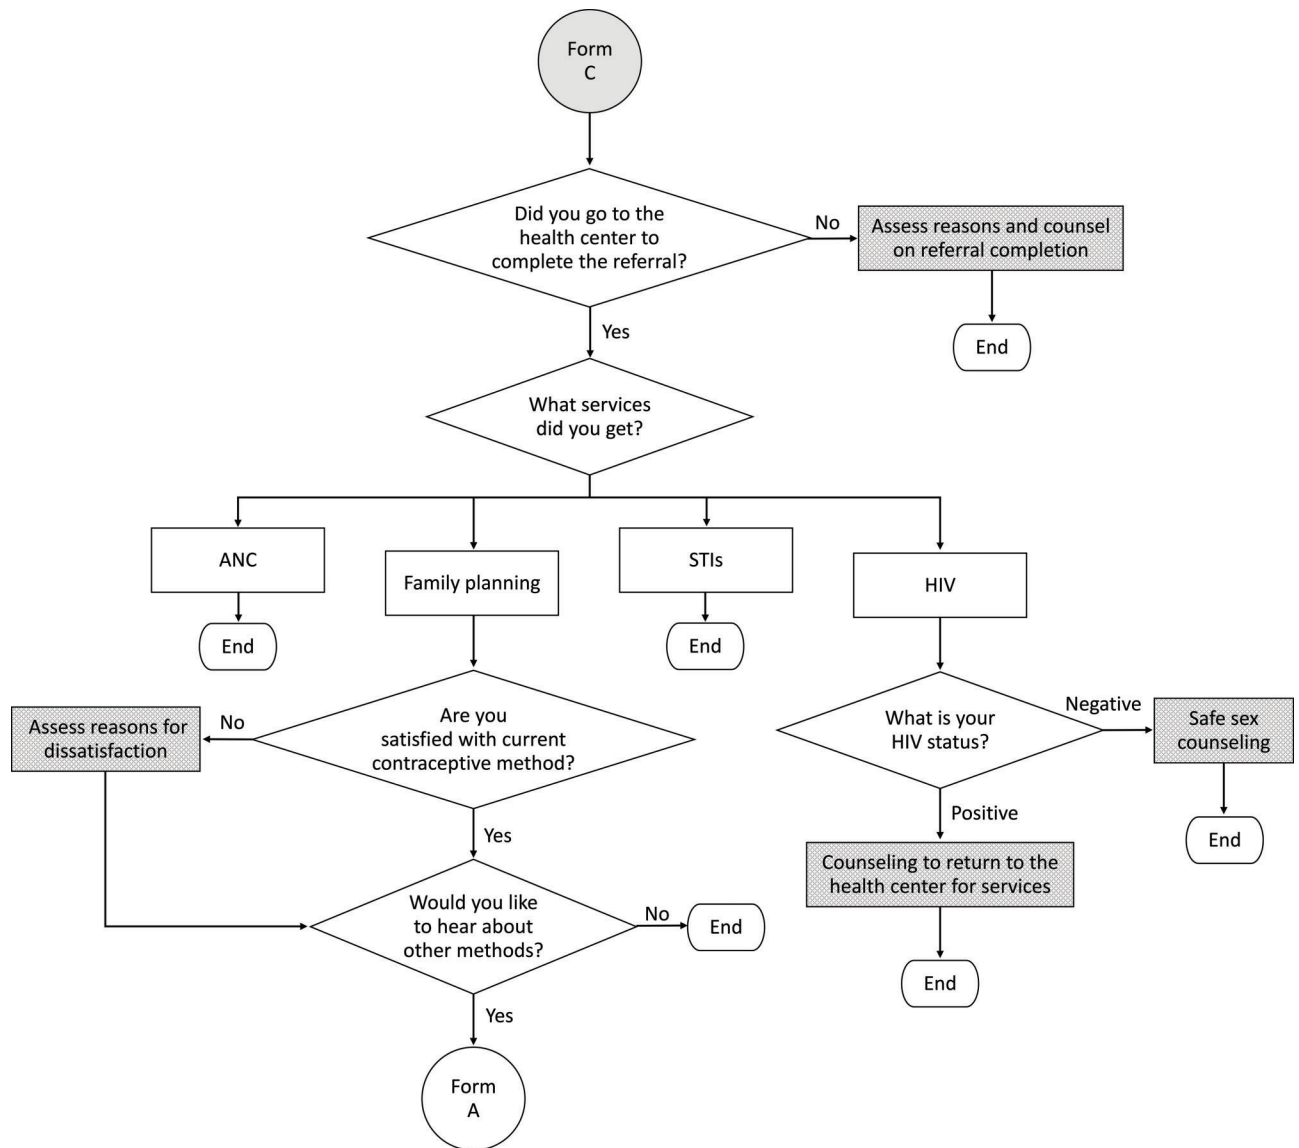 Form
C
Did you go to the
health center to
complete the referral?
No
Assess reasons and counsel
on referral completion
End
Yes
What services
did you get?
ANC
Family planning
STIs
HIV
End
End
Are you
satisfied with current
contraceptive method?
No
Assess reasons for
dissatisfaction
What is your
HIV status?
Negative
Safe sex
counseling
End
Yes
Positive
Counseling to return to the
health center for services
End
Would you like
to hear about
other methods?
No
End
Yes
Form
A